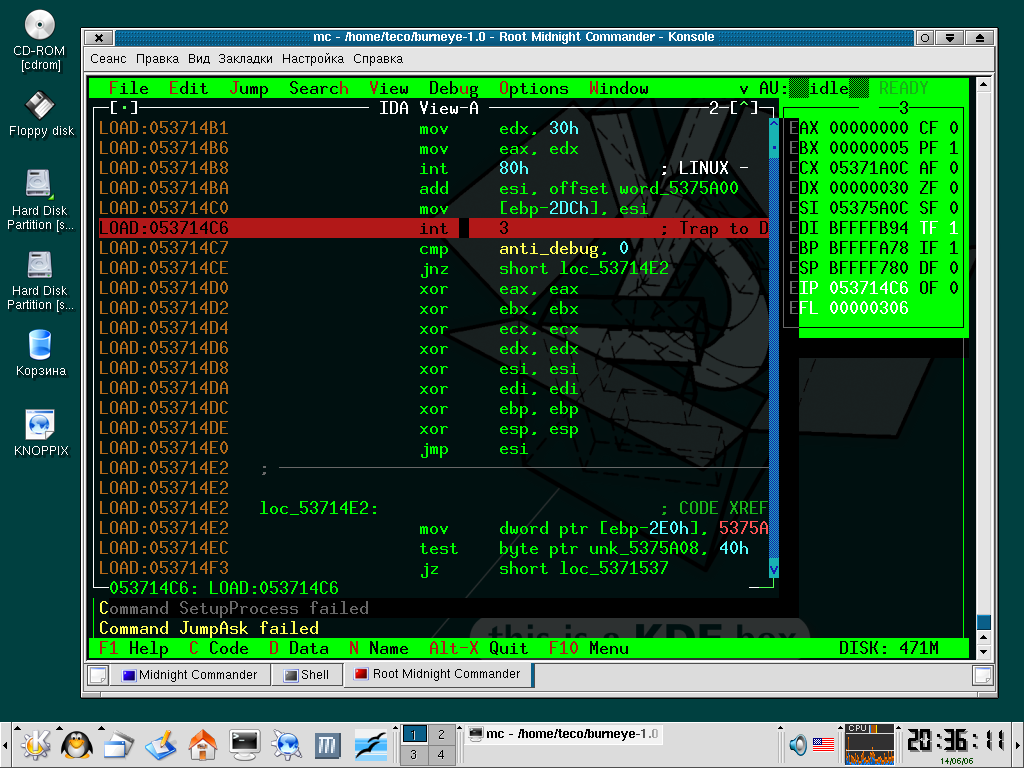 CD-ROM
[cdrom]
Floppy disk
Hard Disk
Partition [s...
Hard Disk
Partition [s...
Корзина
KNOPPIX
mc - /home/teco/burneye-1.0 - Root Midnight Commander - Konsole
Сеанс Правка Вид Закладки Настройка Справка
File Edit Jump Search View Debug Options Window v AU: idle READY
[·] IDA View-A 2-[^] 3
LOAD:053714B1 mov edx, 30h EAX 00000000 CF 0
LOAD:053714B6 mov eax, edx EBX 00000005 PF 1
LOAD:053714B8 int 80h ; LINUX - ECX 05371A0C AF 0
LOAD:053714BA add esi, offset word_5375A00 EDX 00000030 ZF 0
LOAD:053714C0 mov [ebp-2DCh], esi ESI 05375A0C SF 0
LOAD:053714C6 int 3 ; Trap to D EDI BFFFFB94 TF 1
LOAD:053714C7 cmp anti_debug, 0 EBP BFFFFA78 IF 1
LOAD:053714CE jnz short loc_53714E2 ESP BFFFF780 DF 0
LOAD:053714D0 xor eax, eax EIP 053714C6 OF 0
LOAD:053714D2 xor ebx, ebx EFL 00000306
LOAD:053714D4 xor ecx, ecx
LOAD:053714D6 xor edx, edx
LOAD:053714D8 xor esi, esi
LOAD:053714DA xor edi, edi
LOAD:053714DC xor ebp, ebp
LOAD:053714DE xor esp, esp
LOAD:053714E0 jmp esi
LOAD:053714E2 ;
LOAD:053714E2
LOAD:053714E2 loc_53714E2: ; CODE XREF
LOAD:053714E2 mov dword ptr [ebp-2E0h], 5375A
LOAD:053714EC test byte ptr unk_5375A08, 40h
LOAD:053714F3 jz short loc_5371537
053714C6: LOAD:053714C6
Command SetupProcess failed
Command JumpAsk failed
this is a KDE box
F1 Help C Code D Data N Name Alt-X Quit F10 Menu DISK: 471M
Midnight Commander Shell Root Midnight Commander
1 2
3 4
mc - /home/teco/burneye-1.0
CPU
20:36:11
14/06/06